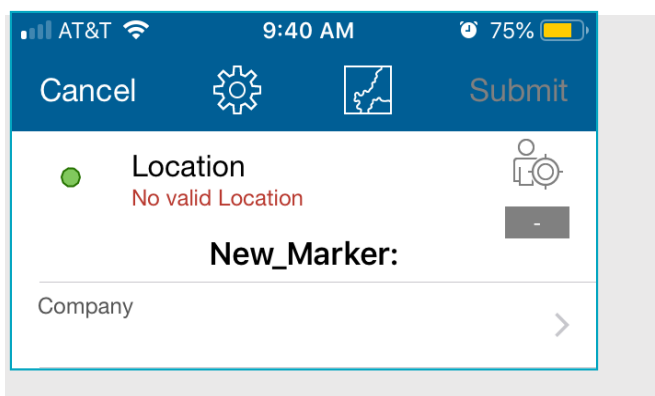 AT&T 9:40 AM 75%
Cancel Submit
Location
No valid Location
-
New_Marker:
Company